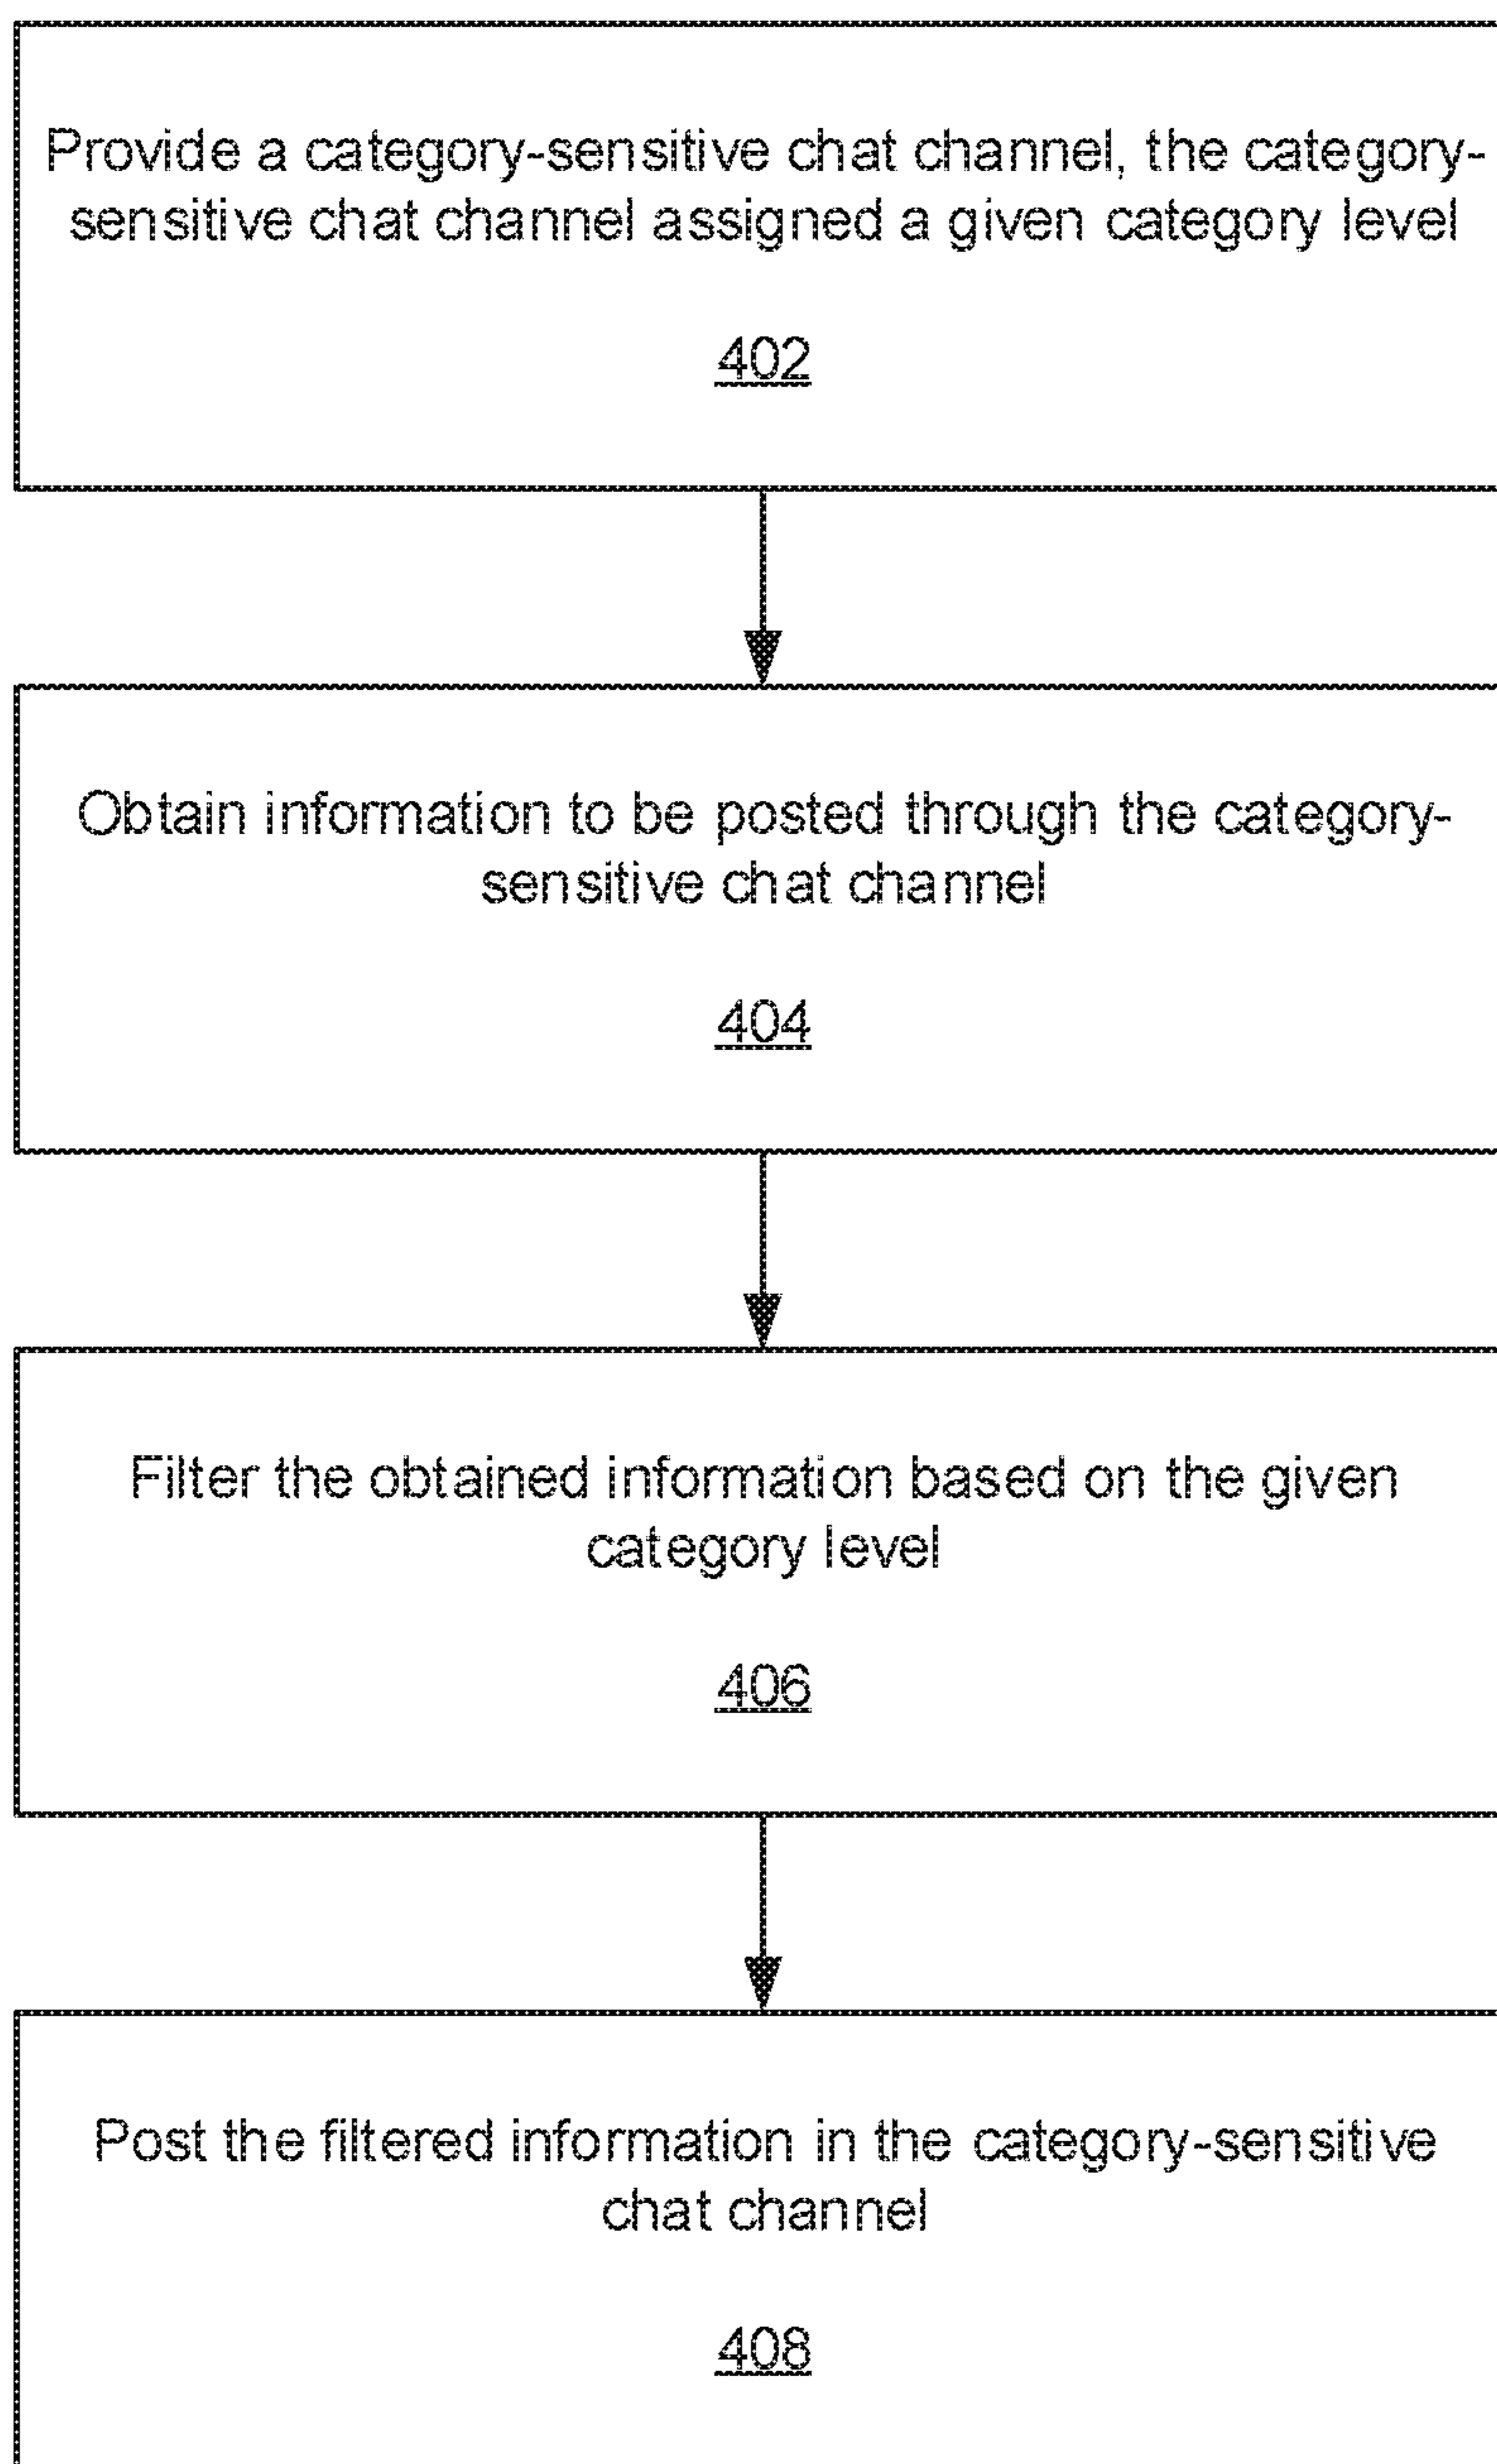 Provide a category-sensitive chat channel, the category-
sensitive chat channel assigned a given category level
402
Obtain information to be posted through the category-
sensitive chat channel
404
Filter the obtained information based on the given
category level
406
Post the filtered information in the category-sensitive
chat channel
408